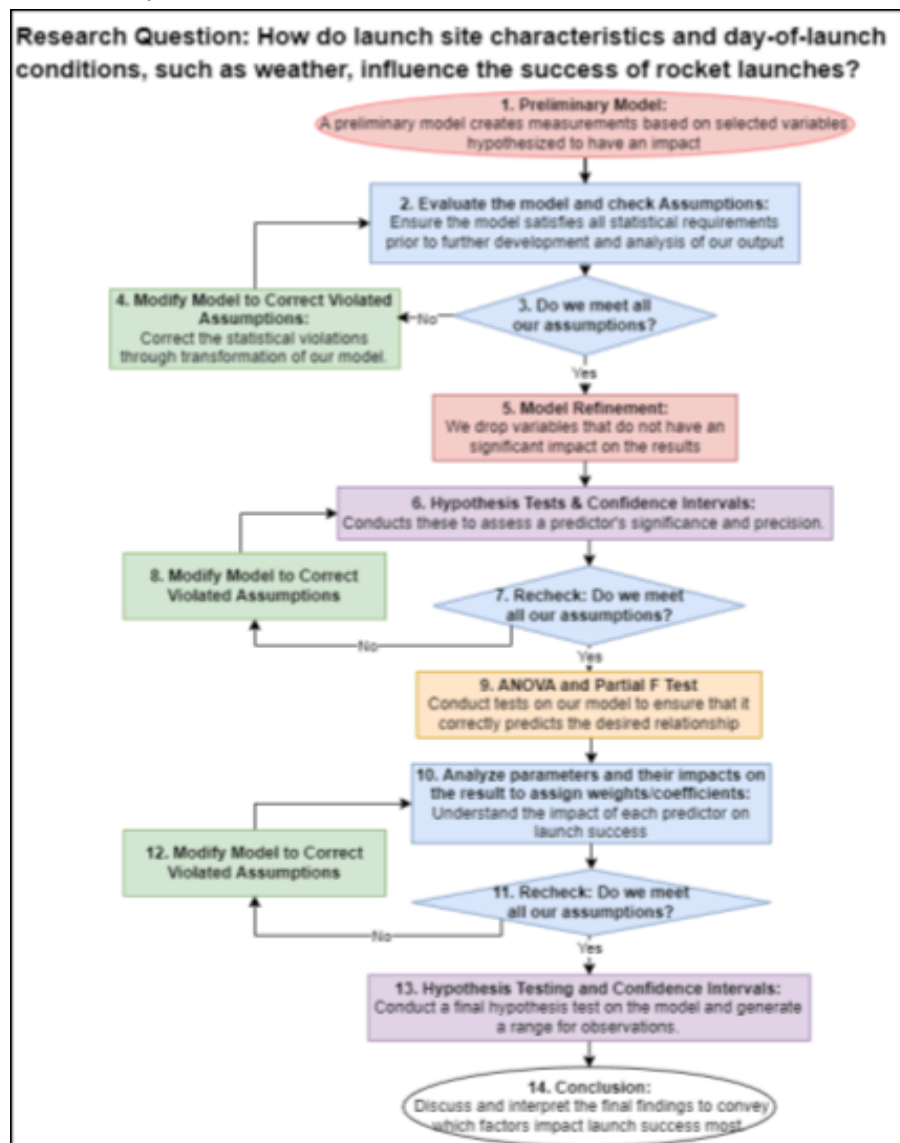 Research Question: How do launch site characteristics and day-of-launch
conditions, such as weather, influence the success of rocket launches?
1. Preliminary Model:
A preliminary model creates measurements based on selected variables
hypothesized to have an impact
2. Evaluate the model and check Assumptions:
Ensure the model satisfies all statistical requirements
prior to further development and analysis of our output
4. Modify Model to Correct Violated
Assumptions:
Correct the statistical violations
through transformation of our model.
No
3. Do we meet all
our assumptions?
Yes
5. Model Refinement:
We drop variables that do not have an
significant impact on the results
6. Hypothesis Tests & Confidence Intervals:
Conducts these to assess a predictor's significance and precision.
8. Modify Model to Correct
Violated Assumptions
7. Recheck: Do we meet
all our assumptions?
No
Yes
9. ANOVA and Partial F Test
Conduct tests on our model to ensure that it
correctly predicts the desired relationship
10. Analyze parameters and their impacts on
the result to assign weights/coefficients:
Understand the impact of each predictor on
launch success
12. Modify Model to Correct
Violated Assumptions
11. Recheck: Do we meet
all our assumptions?
No
Yes
13. Hypothesis Testing and Confidence Intervals:
Conduct a final hypothesis test on the model and generate
a range for observations.
14. Conclusion:
Discuss and interpret the final findings to convey
which factors impact launch success most.